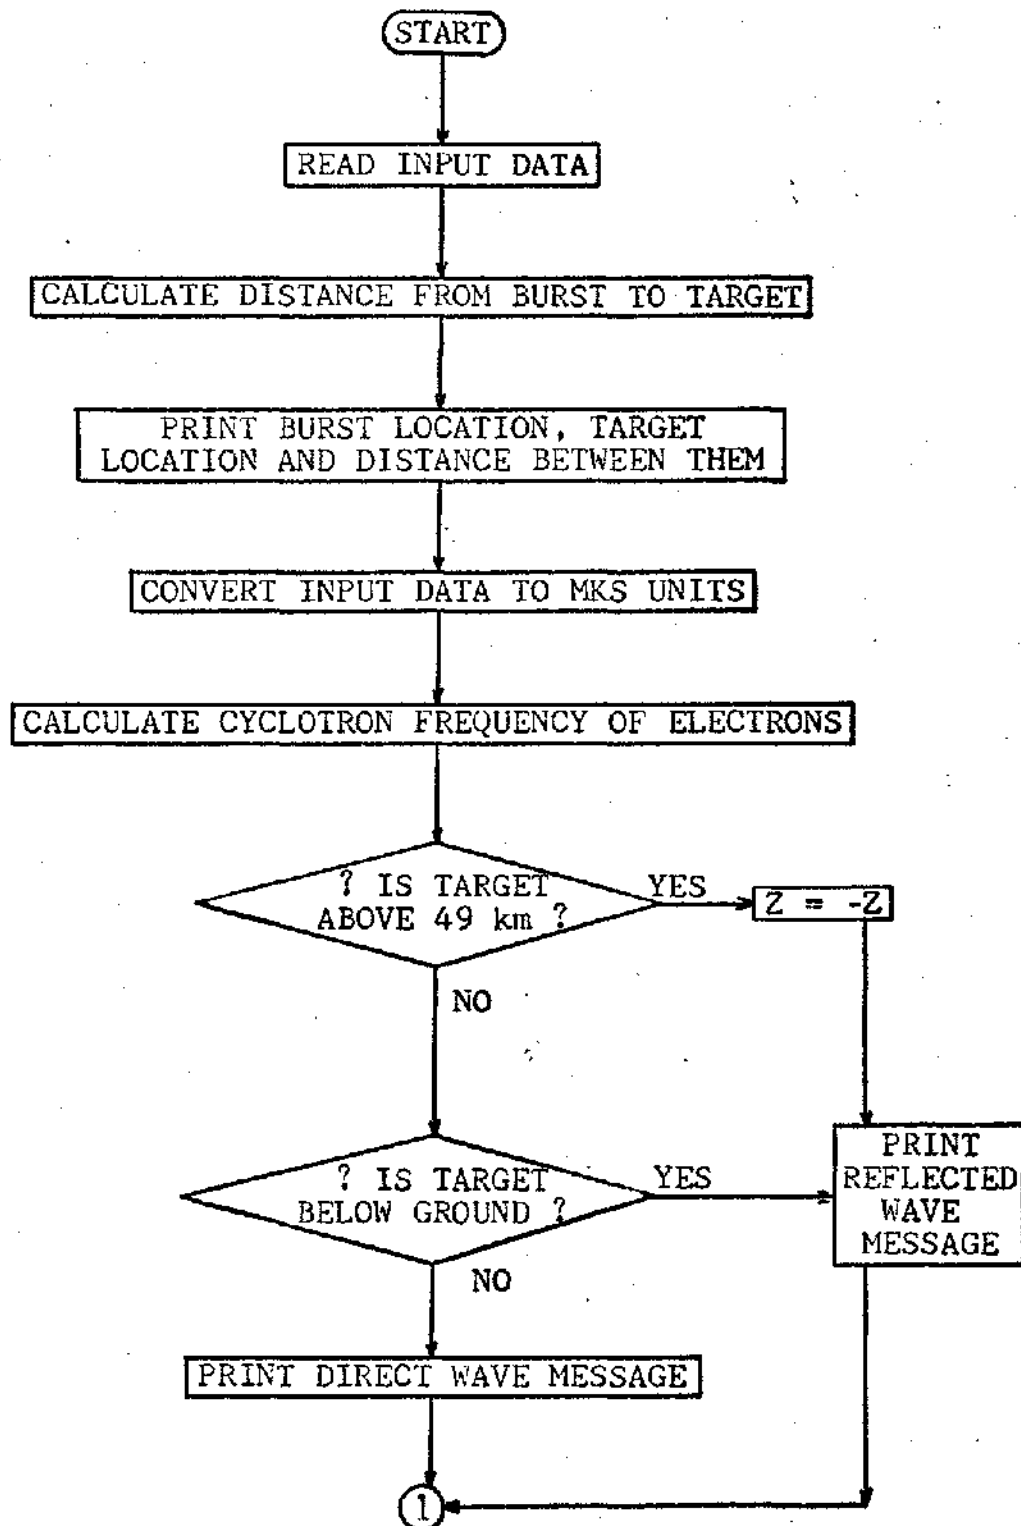 START
READ INPUT DATA
CALCULATE DISTANCE FROM BURST TO TARGET
PRINT BURST LOCATION, TARGET
LOCATION AND DISTANCE BETWEEN THEM
CONVERT INPUT DATA TO MKS UNITS
CALCULATE CYCLOTRON FREQUENCY OF ELECTRONS
? IS TARGET
ABOVE 49 km ?
YES
Z = -Z
NO
? IS TARGET
BELOW GROUND ?
YES
PRINT
REFLECTED
WAVE
MESSAGE
NO
PRINT DIRECT WAVE MESSAGE
1